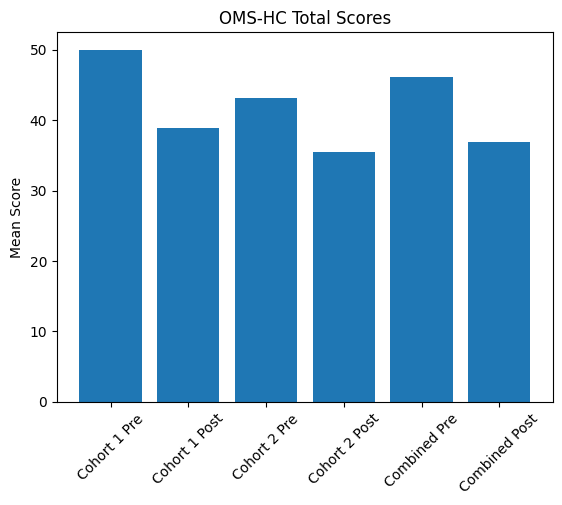 OMS-HC Total Scores
Mean Score
50
40
30
20
10
0
Cohort 1 Pre
Cohort 1 Post
Cohort 2 Pre
Cohort 2 Post
Combined Pre
Combined Post